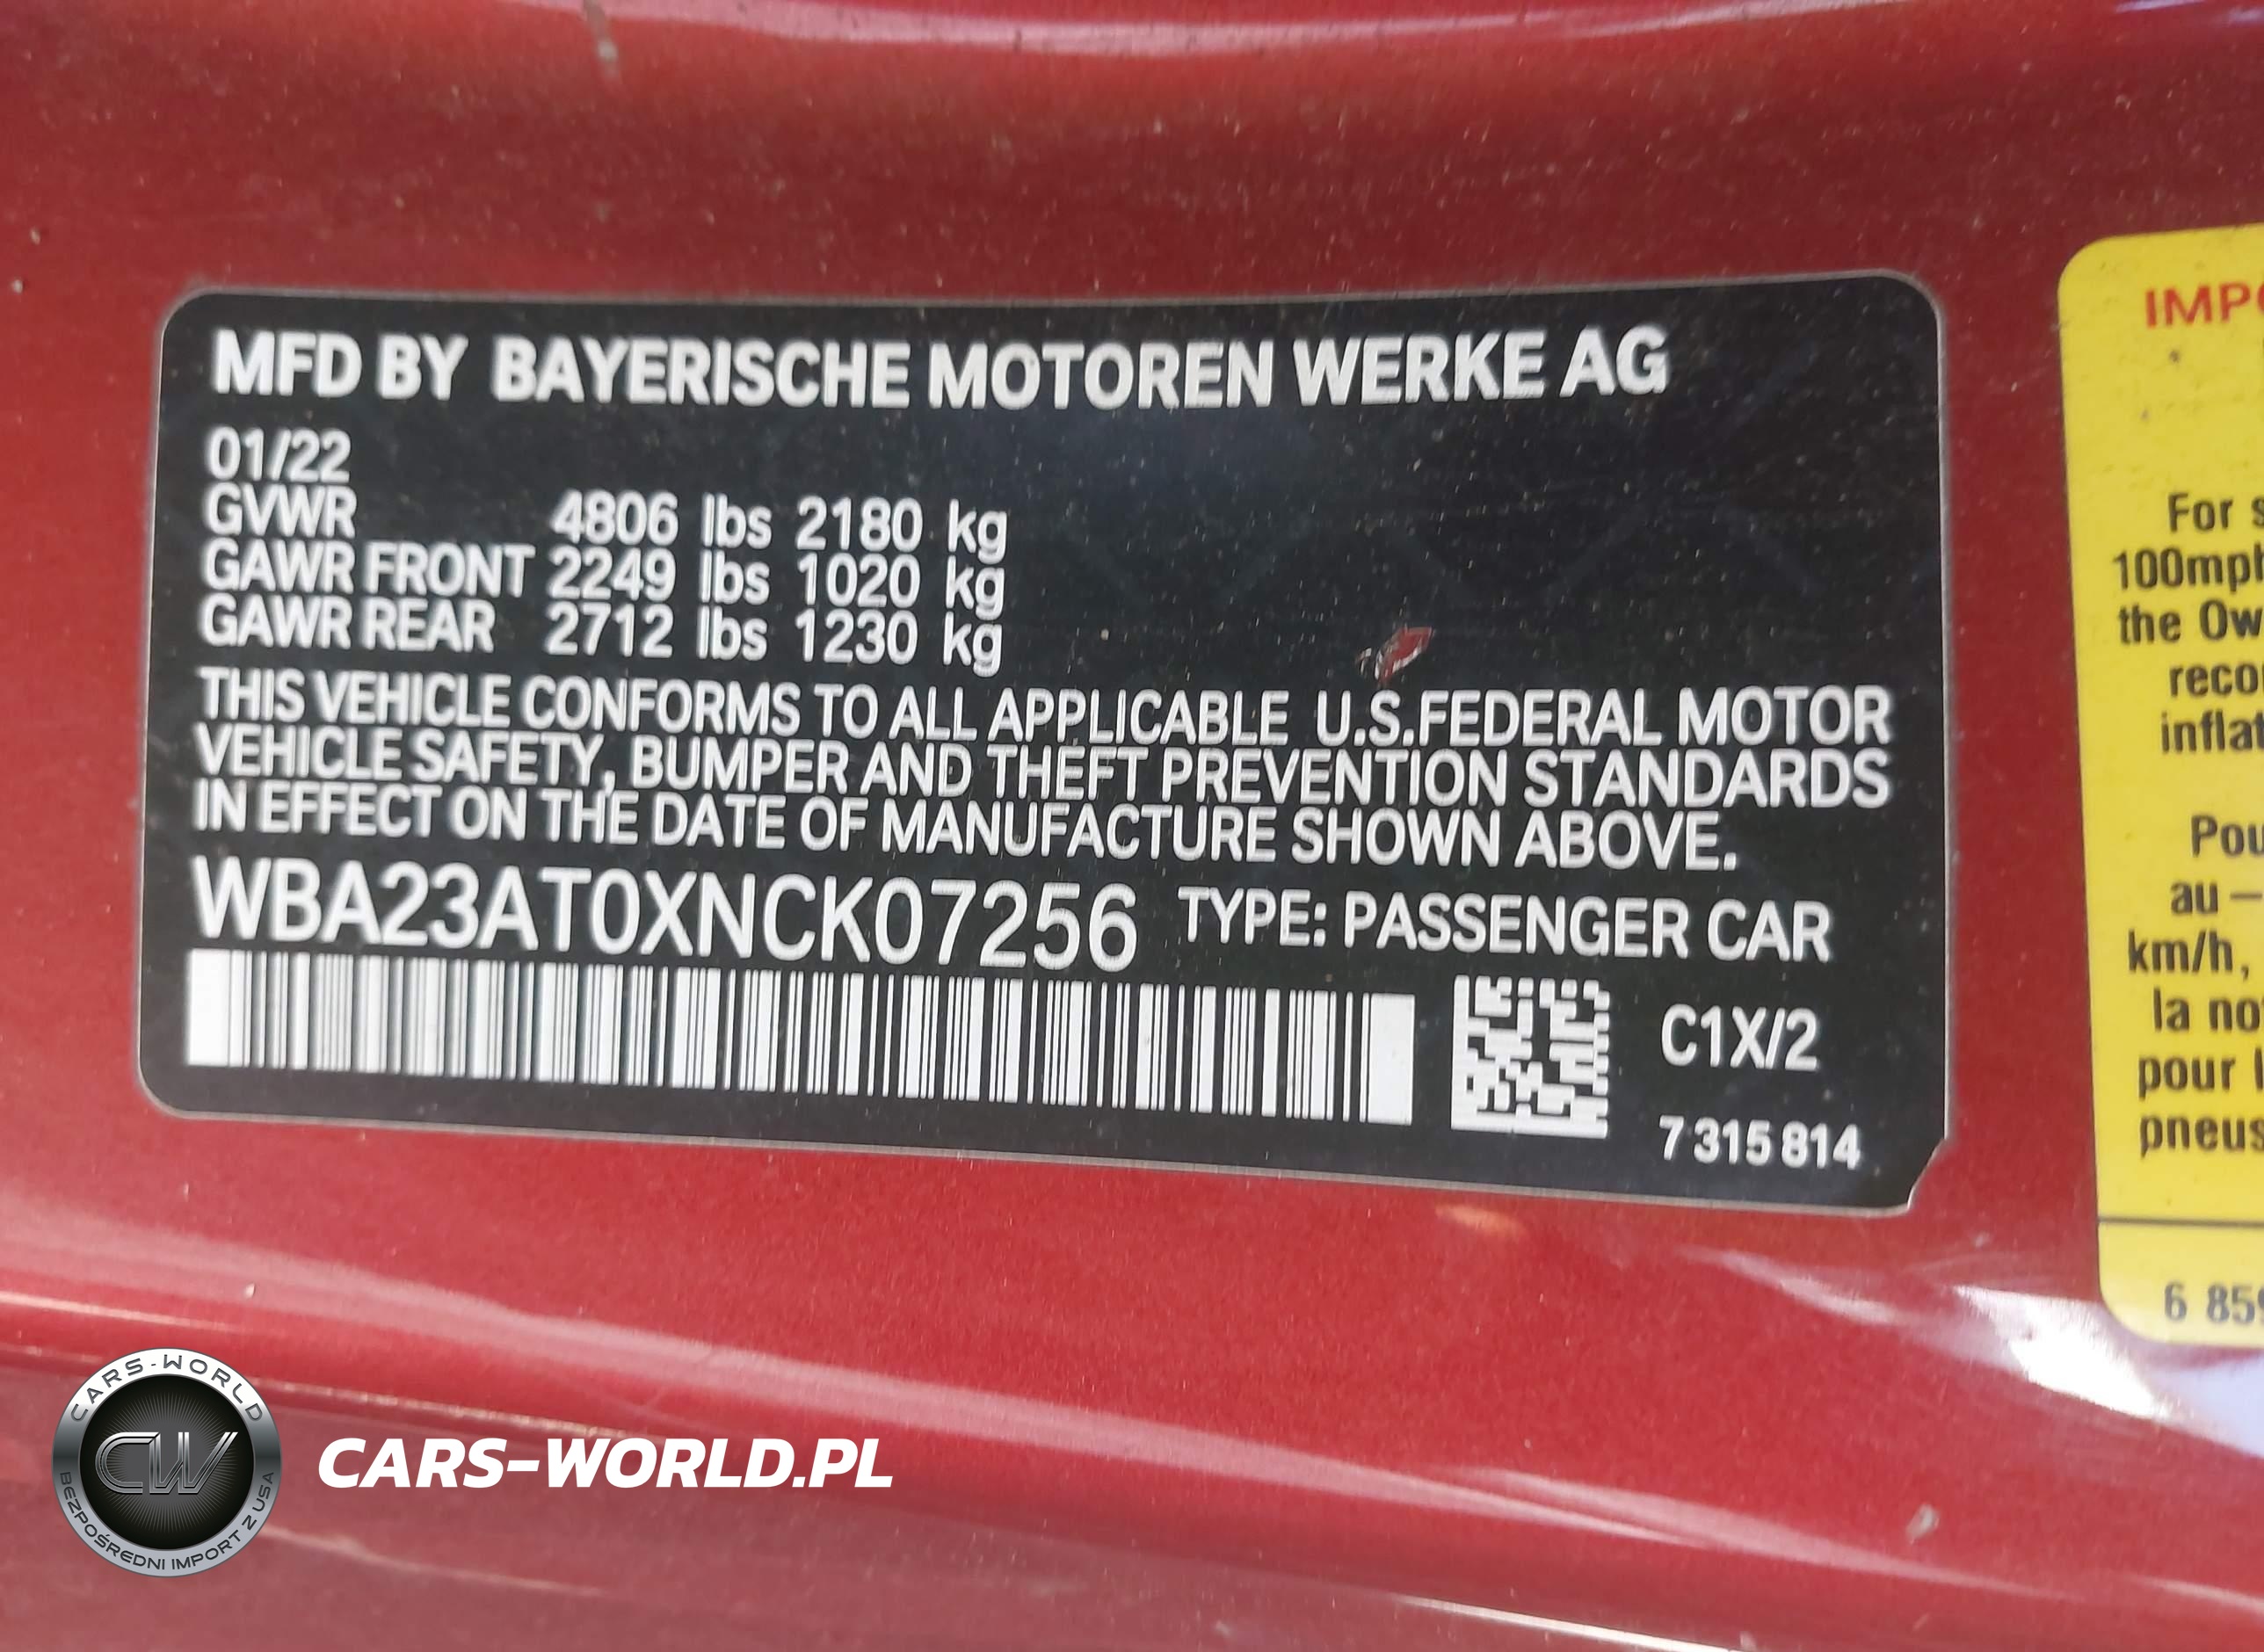 MFD BY BAYERISCHE MOTOREN WERKE AG
01/22
GVWR 4806 lbs 2180 kg
GAWR FRONT 2249 lbs 1020 kg
GAWR REAR 2712 lbs 1230 kg
THIS VEHICLE CONFORMS TO ALL APPLICABLE U.S.FEDERAL MOTOR
VEHICLE SAFETY, BUMPER AND THEFT PREVENTION STANDARDS
IN EFFECT ON THE DATE OF MANUFACTURE SHOWN ABOVE.
WBA23AT0XNCK07256 TYPE: PASSENGER CAR
C1X/2
7 315 814
IMPO
For s
100mph
the Ow
recor
inflat
Pou
au —
km/h,
la no
pour l
pneus
6 859
CARS-WORLD
CW
BEZPOŚREDNI IMPORT Z USA
CARS-WORLD.PL